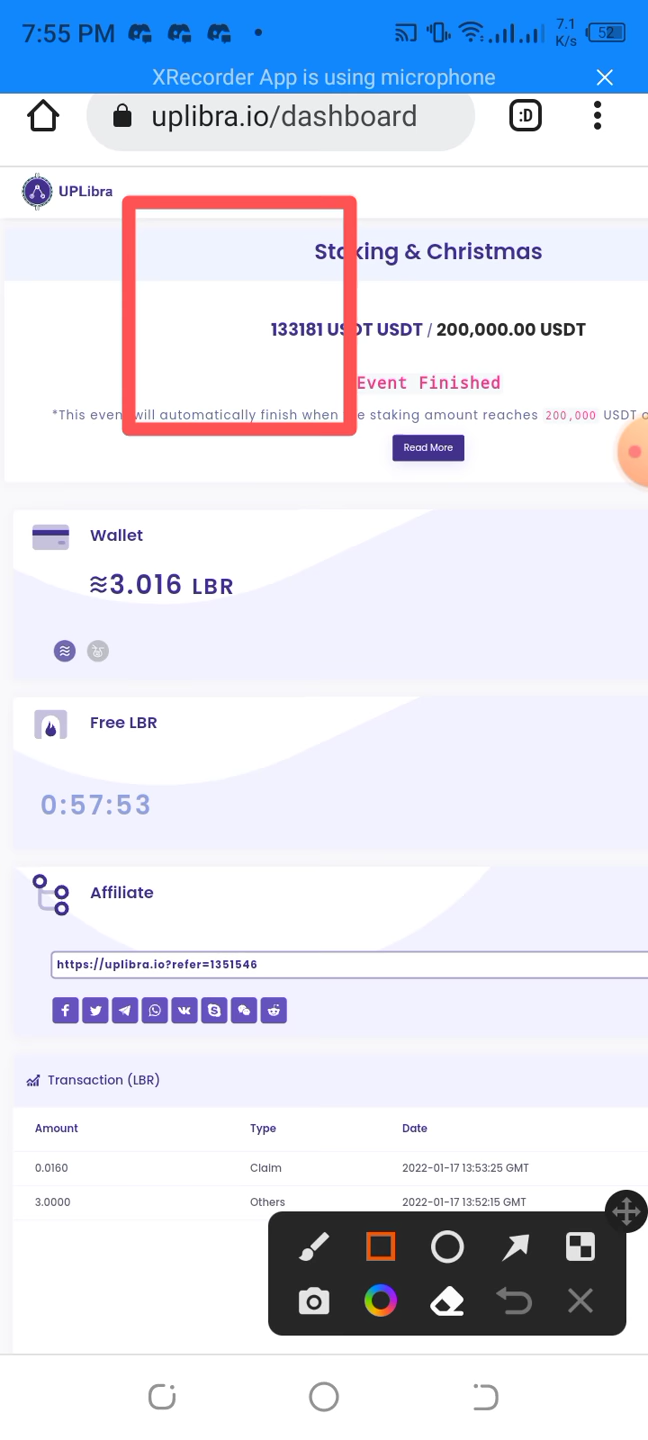 7:55 PM
7.1
K/s
52
XRecorder App is using microphone
uplibra.io/dashboard
:D
UPLibra
Staking & Christmas
133181 USDT USDT / 200,000.00 USDT
Event Finished
*This event will automatically finish when the staking amount reaches 200,000 USDT
Read More
Wallet
≋3.016 LBR
Free LBR
0:57:53
Affiliate
https://uplibra.io?refer=1351546
Transaction (LBR)
Amount Type Date
0.0160 Claim 2022-01-17 13:53:25 GMT
3.0000 Others 2022-01-17 13:52:15 GMT